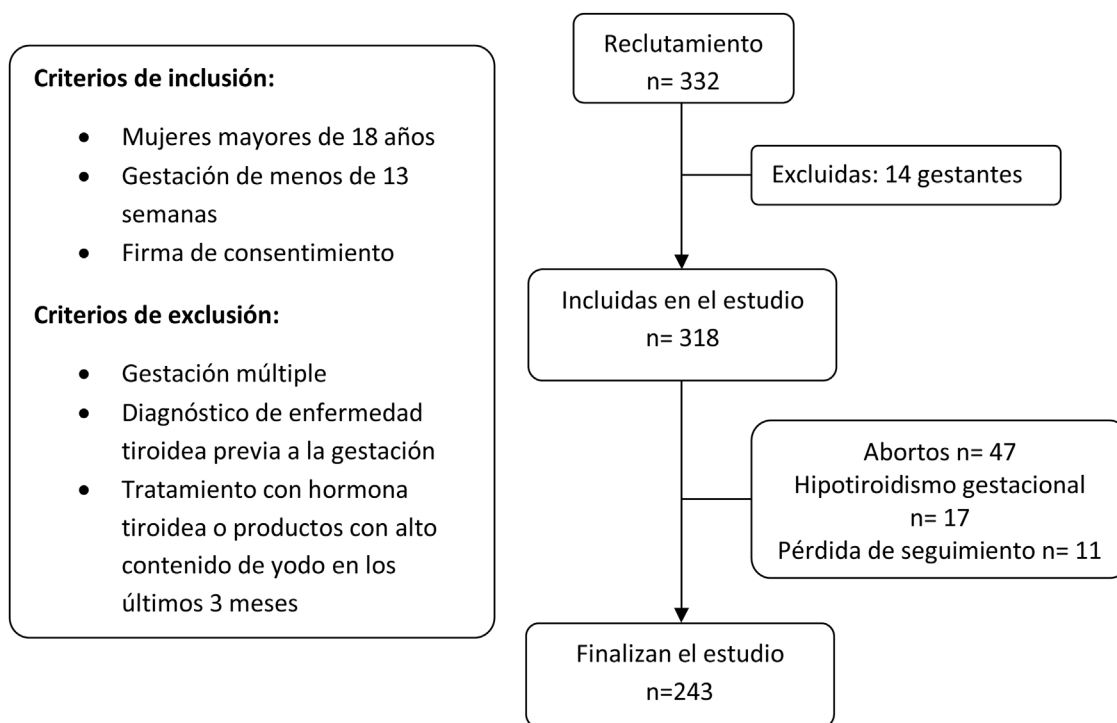 Criterios de inclusión:
• Mujeres mayores de 18 años
• Gestación de menos de 13
semanas
• Firma de consentimiento
Criterios de exclusión:
• Gestación múltiple
• Diagnóstico de enfermedad
tiroidea previa a la gestación
• Tratamiento con hormona
tiroidea o productos con alto
contenido de yodo en los
últimos 3 meses
Reclutamiento
n= 332
Excluidas: 14 gestantes
Incluidas en el estudio
n= 318
Abortos n= 47
Hipotiroidismo gestacional
n= 17
Pérdida de seguimiento n= 11
Finalizan el estudio
n=243